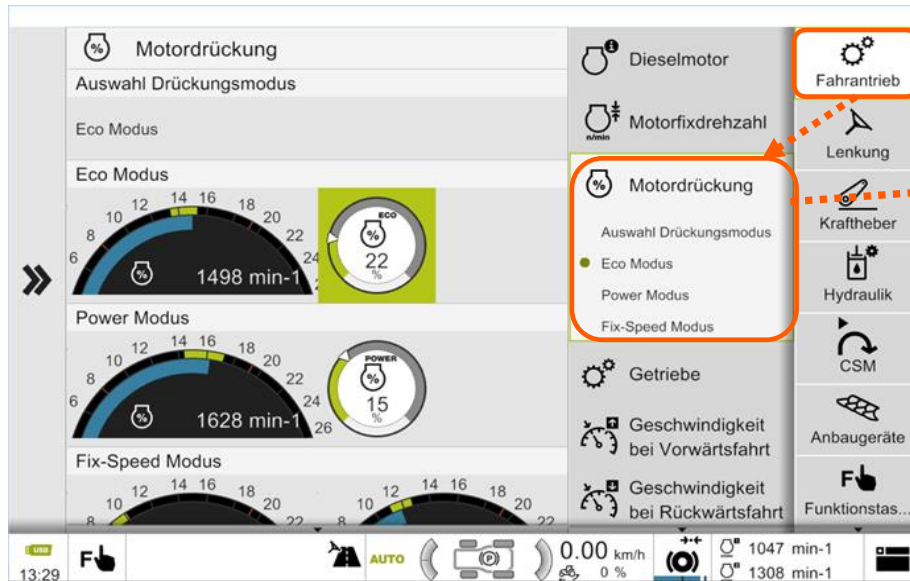 Motordrückung
Auswahl Drückungsmodus
Eco Modus
Eco Modus
6 8 10 12 14 16 18 20 22 24
1498 min-1
ECO
%
22
%
Power Modus
6 8 10 12 14 16 18 20 22 24 26
%
1628 min-1
POWER
%
15
%
Fix-Speed Modus
8 10 12 14 16 18 20 22
10 12 14 16 18 20 22
Dieselmotor
n/min
Motorfixdrehzahl
%
Motordrückung
Auswahl Drückungsmodus
Eco Modus
Power Modus
Fix-Speed Modus
Getriebe
Geschwindigkeit
bei Vorwärtsfahrt
Geschwindigkeit
bei Rückwärtsfahrt
Fahrantrieb
Lenkung
Kraftheber
Hydraulik
CSM
Anbaugeräte
F
Funktionstas...
USB
13:29
F
AUTO
(P)
0.00 km/h
0 %
1047 min-1
1308 min-1